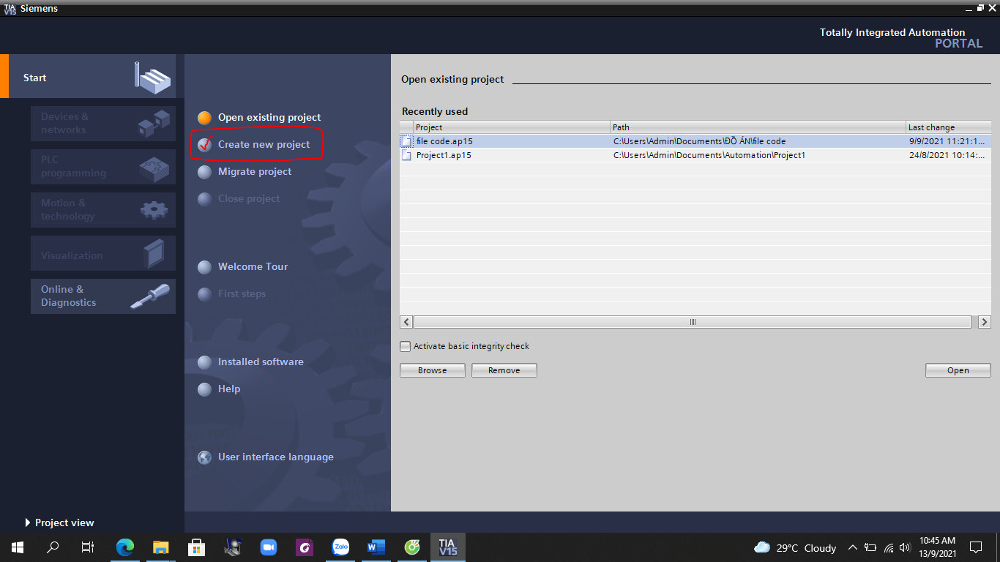 TIA
V15
Siemens
Totally Integrated Automation
PORTAL
Start
Devices &
networks
PLC
programming
Motion &
technology
Visualization
Online &
Diagnostics
Project view
Open existing project
Create new project
Migrate project
Close project
Welcome Tour
First steps
Installed software
Help
User interface language
Open existing project
Recently used
Project Path Last change
file code.ap15 C:\Users\Admin\Documents\ĐỒ ÁN\file code 9/9/2021 11:21:1...
Project1.ap15 C:\Users\Admin\Documents\Automation\Project1 24/8/2021 10:14:...
Activate basic integrity check
Browse Remove Open
Zalo
W
TIA
V15
29°C Cloudy
10:45 AM
13/9/2021